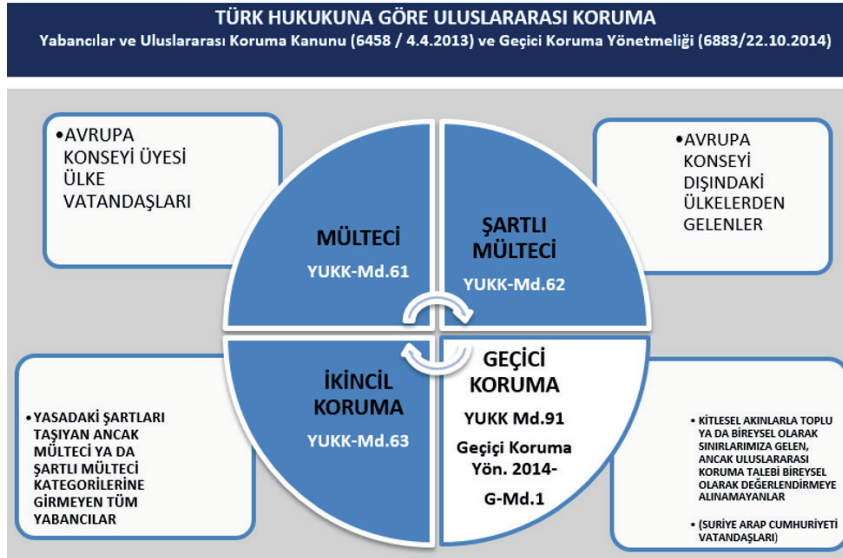 TÜRK HUKUKUNA GÖRE ULUSLARARASI KORUMA
Yabancılar ve Uluslararası Koruma Kanunu (6458 / 4.4.2013) ve Geçici Koruma Yönetmeliği (6883/22.10.2014)
•AVRUPA
KONSEYİ ÜYESİ
ÜLKE
VATANDAŞLARI
MÜLTECİ
YUKK-Md.61
ŞARTLI
MÜLTECİ
YUKK-Md.62
•AVRUPA
KONSEYİ
DIŞINDAKİ
ÜLKELERDEN
GELENLER
•YASADAKİ ŞARTLARI
TAŞIYAN ANCAK
MÜLTECİ YA DA
ŞARTLI MÜLTECİ
KATEGORİLERİNE
GİRMEYEN TÜM
YABANCILAR
İKİNCİL
KORUMA
YUKK-Md.63
GEÇİCİ
KORUMA
YUKK Md.91
Geçiçi Koruma
Yön. 2014-
G-Md.1
• KİTLESEL AKINLARLA TOPLU
YA DA BİREYSEL OLARAK
SINIRLARIMIZA GELEN,
ANCAK ULUSLARARASI
KORUMA TALEBİ BİREYSEL
OLARAK DEĞERLENDİRMEYE
ALINAMAYANLAR
• (SURİYE ARAP CUMHURİYETİ
VATANDAŞLARI)